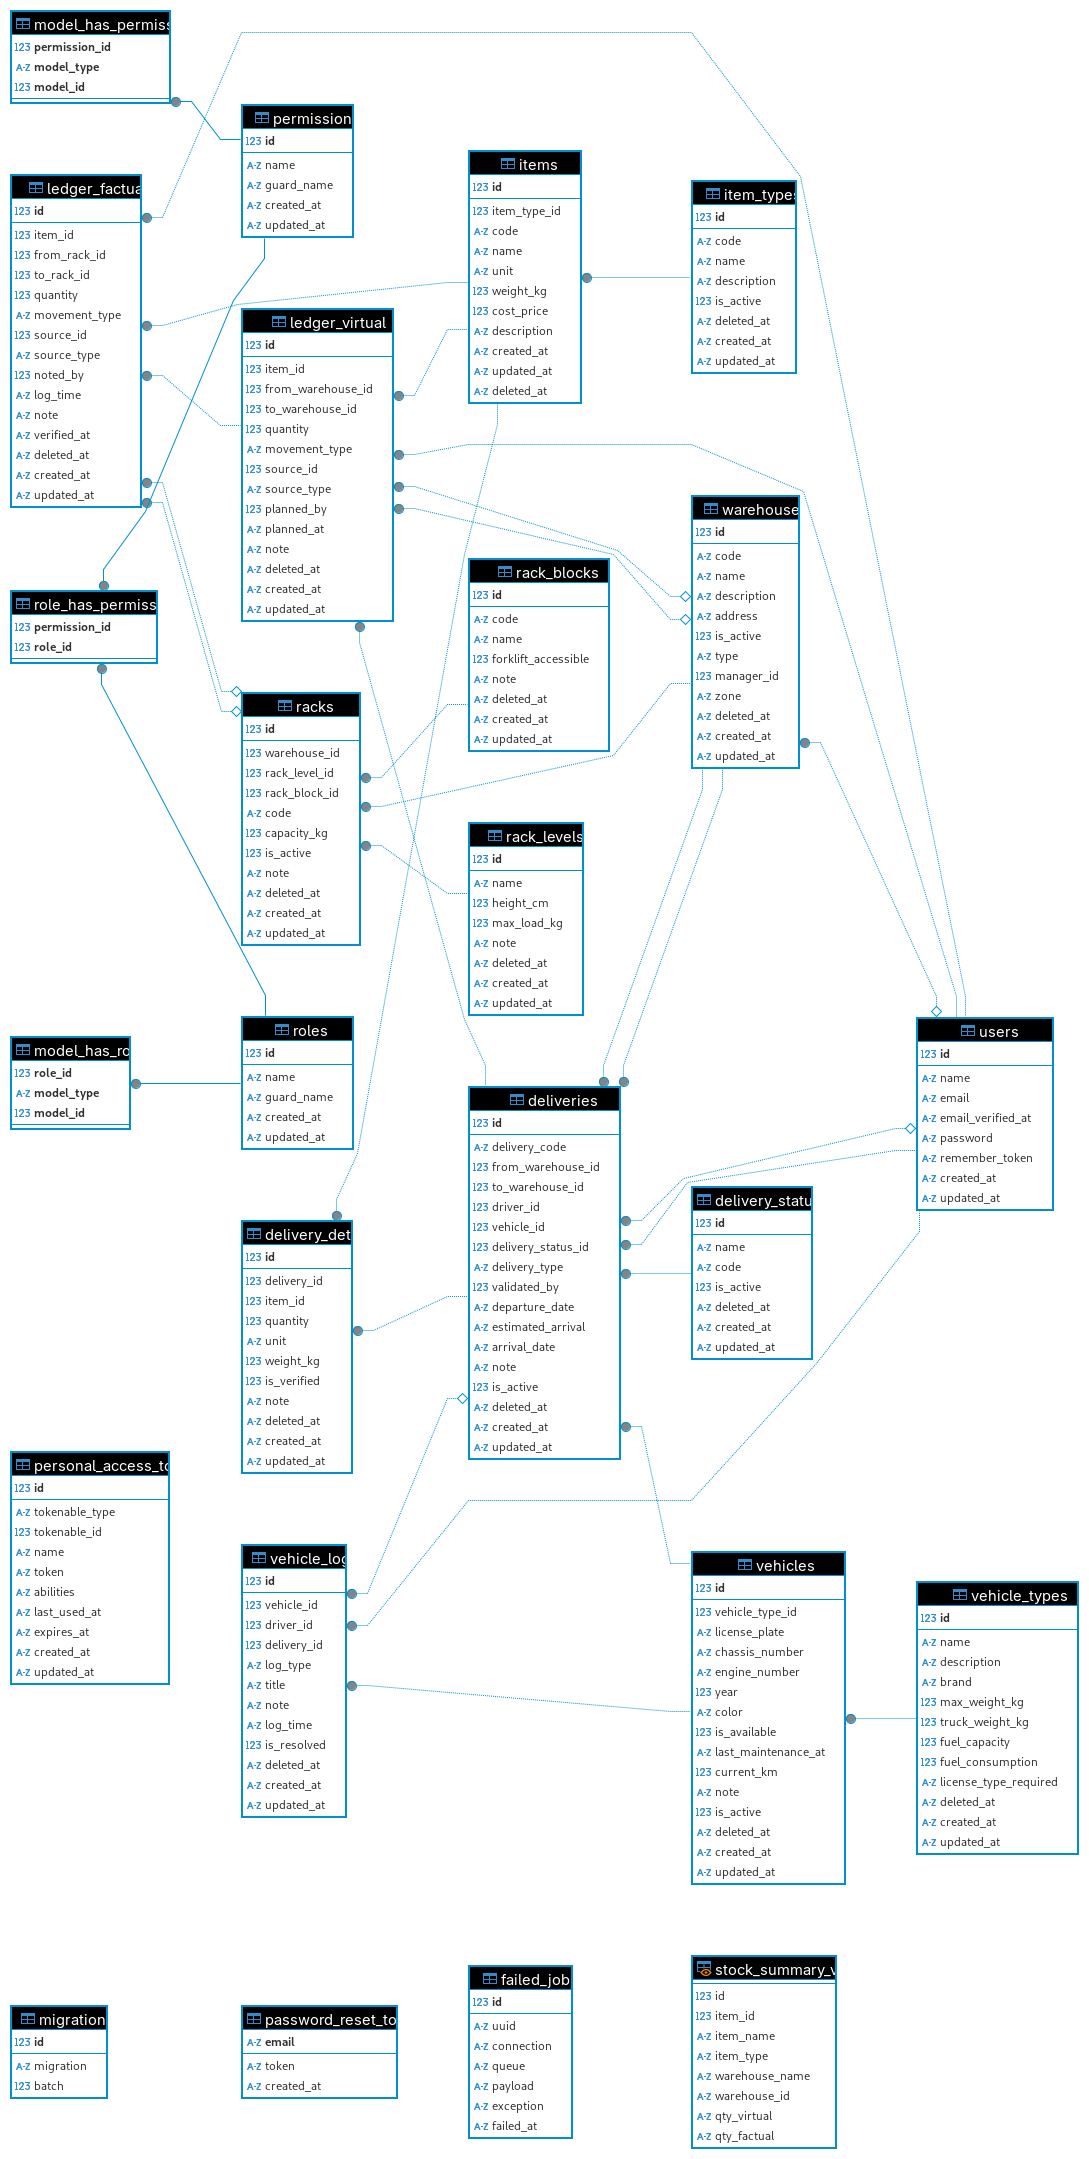 model_has_permiss
123 permission_id
A-Z model_type
123 model_id
permission
123 id
A-Z name
A-Z guard_name
A-Z created_at
A-Z updated_at
ledger_factua
123 id
123 item_id
123 from_rack_id
123 to_rack_id
123 quantity
A-Z movement_type
123 source_id
A-Z source_type
123 noted_by
A-Z log_time
A-Z note
A-Z verified_at
A-Z deleted_at
A-Z created_at
A-Z updated_at
items
123 id
123 item_type_id
A-Z code
A-Z name
A-Z unit
123 weight_kg
123 cost_price
A-Z description
A-Z created_at
A-Z updated_at
A-Z deleted_at
item_types
123 id
A-Z code
A-Z name
A-Z description
123 is_active
A-Z deleted_at
A-Z created_at
A-Z updated_at
ledger_virtual
123 id
123 item_id
123 from_warehouse_id
123 to_warehouse_id
123 quantity
A-Z movement_type
123 source_id
A-Z source_type
123 planned_by
A-Z planned_at
A-Z note
A-Z deleted_at
A-Z created_at
A-Z updated_at
warehouse
123 id
A-Z code
A-Z name
A-Z description
A-Z address
123 is_active
A-Z type
123 manager_id
A-Z zone
A-Z deleted_at
A-Z created_at
A-Z updated_at
rack_blocks
123 id
A-Z code
A-Z name
123 forklift_accessible
A-Z note
A-Z deleted_at
A-Z created_at
A-Z updated_at
role_has_permiss
123 permission_id
123 role_id
racks
123 id
123 warehouse_id
123 rack_level_id
123 rack_block_id
A-Z code
123 capacity_kg
123 is_active
A-Z note
A-Z deleted_at
A-Z created_at
A-Z updated_at
rack_levels
123 id
A-Z name
123 height_cm
123 max_load_kg
A-Z note
A-Z deleted_at
A-Z created_at
A-Z updated_at
roles
123 id
A-Z name
A-Z guard_name
A-Z created_at
A-Z updated_at
users
123 id
A-Z name
A-Z email
A-Z email_verified_at
A-Z password
A-Z remember_token
A-Z created_at
A-Z updated_at
model_has_ro
123 role_id
A-Z model_type
123 model_id
deliveries
123 id
A-Z delivery_code
123 from_warehouse_id
123 to_warehouse_id
123 driver_id
123 vehicle_id
123 delivery_status_id
A-Z delivery_type
123 validated_by
A-Z departure_date
A-Z estimated_arrival
A-Z arrival_date
A-Z note
123 is_active
A-Z deleted_at
A-Z created_at
A-Z updated_at
delivery_statu
123 id
A-Z name
A-Z code
123 is_active
A-Z deleted_at
A-Z created_at
A-Z updated_at
delivery_det
123 id
123 delivery_id
123 item_id
123 quantity
A-Z unit
123 weight_kg
123 is_verified
A-Z note
A-Z deleted_at
A-Z created_at
A-Z updated_at
personal_access_to
123 id
A-Z tokenable_type
123 tokenable_id
A-Z name
A-Z token
A-Z abilities
A-Z last_used_at
A-Z expires_at
A-Z created_at
A-Z updated_at
vehicle_log
123 id
123 vehicle_id
123 driver_id
123 delivery_id
A-Z log_type
A-Z title
A-Z note
A-Z log_time
123 is_resolved
A-Z deleted_at
A-Z created_at
A-Z updated_at
vehicles
123 id
123 vehicle_type_id
A-Z license_plate
A-Z chassis_number
A-Z engine_number
123 year
A-Z color
123 is_available
A-Z last_maintenance_at
123 current_km
A-Z note
123 is_active
A-Z deleted_at
A-Z created_at
A-Z updated_at
vehicle_types
123 id
A-Z name
A-Z description
A-Z brand
123 max_weight_kg
123 truck_weight_kg
123 fuel_capacity
123 fuel_consumption
A-Z license_type_required
A-Z deleted_at
A-Z created_at
A-Z updated_at
migration
123 id
A-Z migration
123 batch
password_reset_to
A-Z email
A-Z token
A-Z created_at
failed_job
123 id
A-Z uuid
A-Z connection
A-Z queue
A-Z payload
A-Z exception
A-Z failed_at
stock_summary_v
123 id
123 item_id
A-Z item_name
A-Z item_type
A-Z warehouse_name
123 warehouse_id
A-Z qty_virtual
A-Z qty_factual